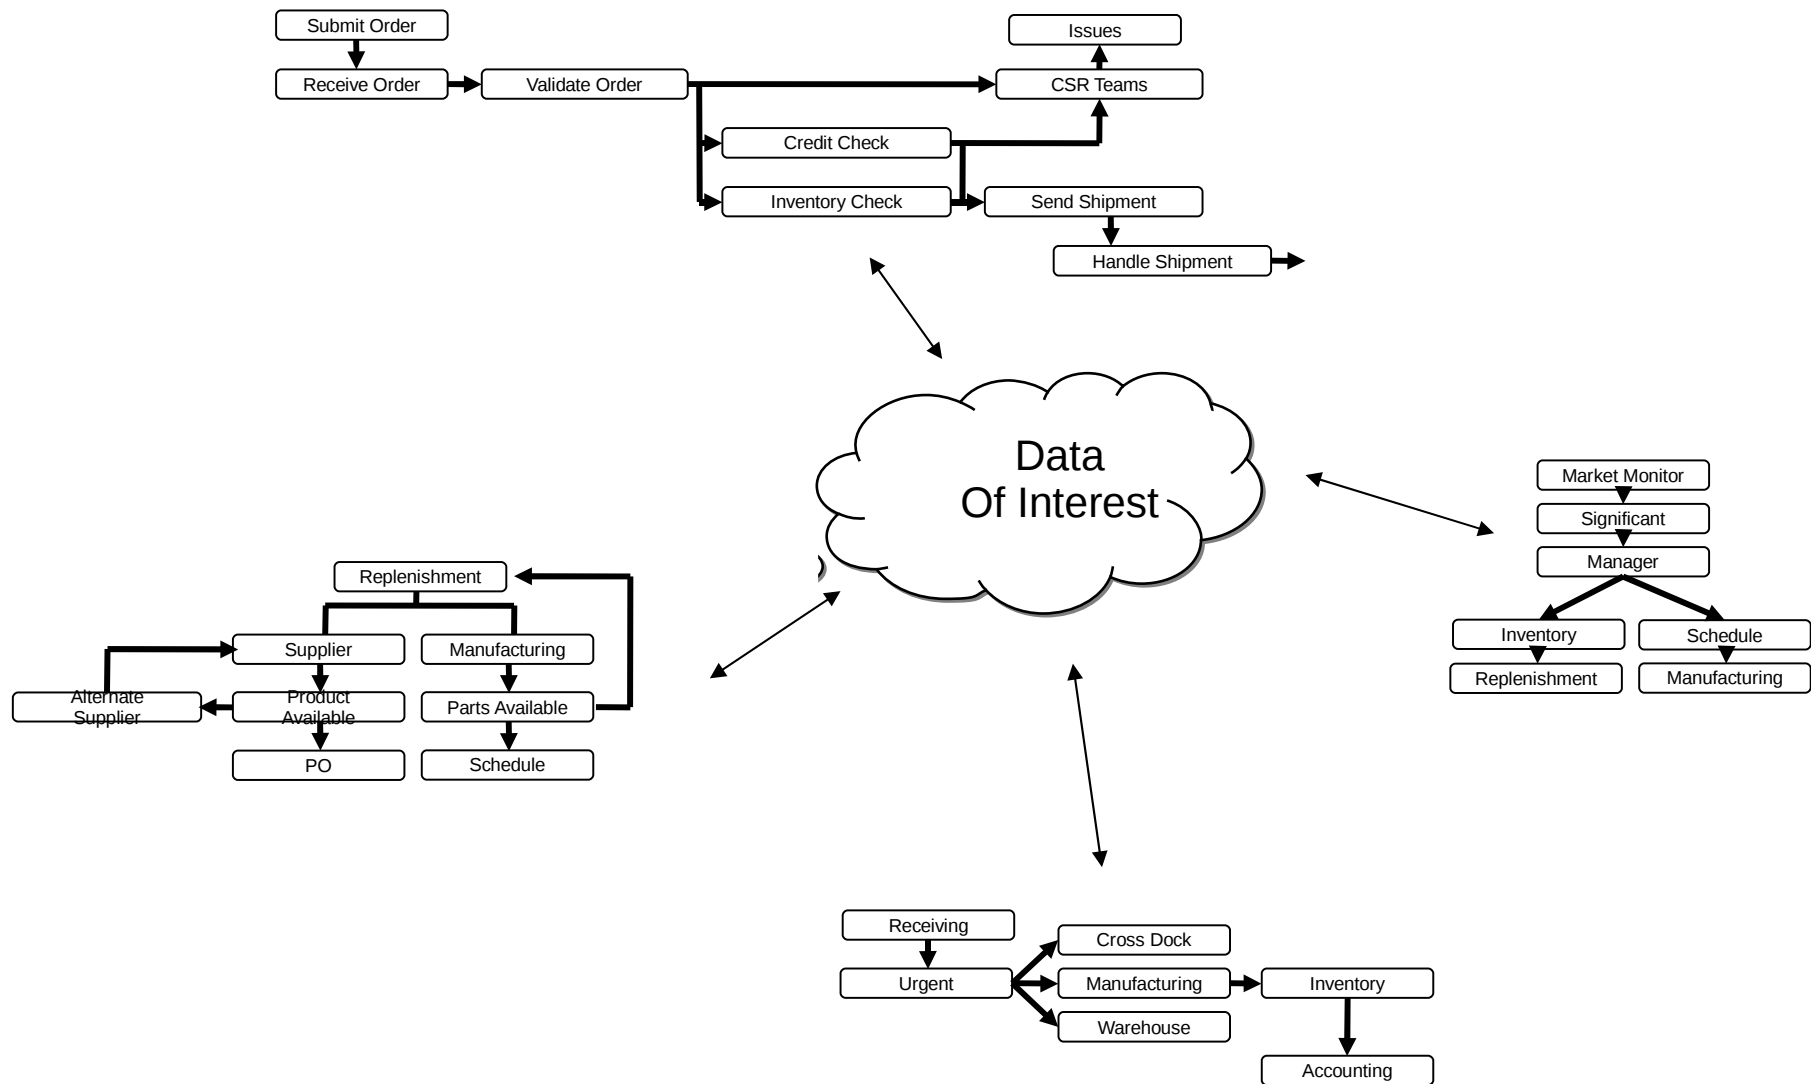 Submit Order
Issues
Receive Order
Validate Order
CSR Teams
Credit Check
Inventory Check
Send Shipment
Handle Shipment
Data
Of Interest
Market Monitor
Significant
Manager
Inventory
Schedule
Replenishment
Manufacturing
Replenishment
Supplier
Manufacturing
Alternate
Supplier
Product
Available
Parts Available
PO
Schedule
Receiving
Cross Dock
Urgent
Manufacturing
Inventory
Warehouse
Accounting